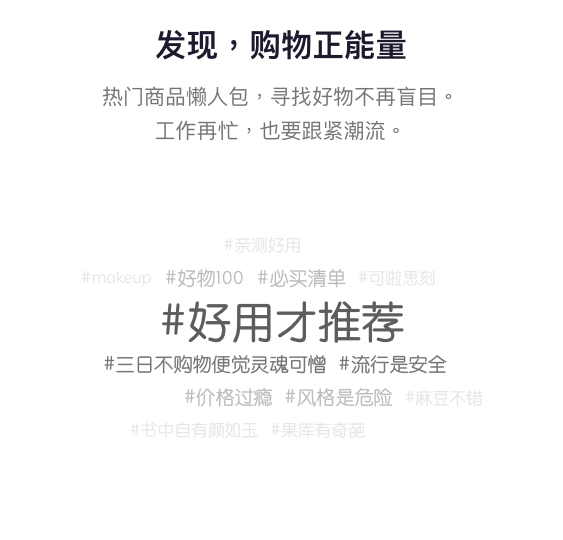 发现，购物正能量
热门商品懒人包，寻找好物不再盲目。
工作再忙，也要跟紧潮流。
#亲测好用
#makeup #好物100 #必买清单 #可啦思刻
#好用才推荐
#三日不购物便觉灵魂可憎 #流行是安全
#价格过瘾 #风格是危险 #麻豆不错
#书中自有颜如玉 #果库有奇葩